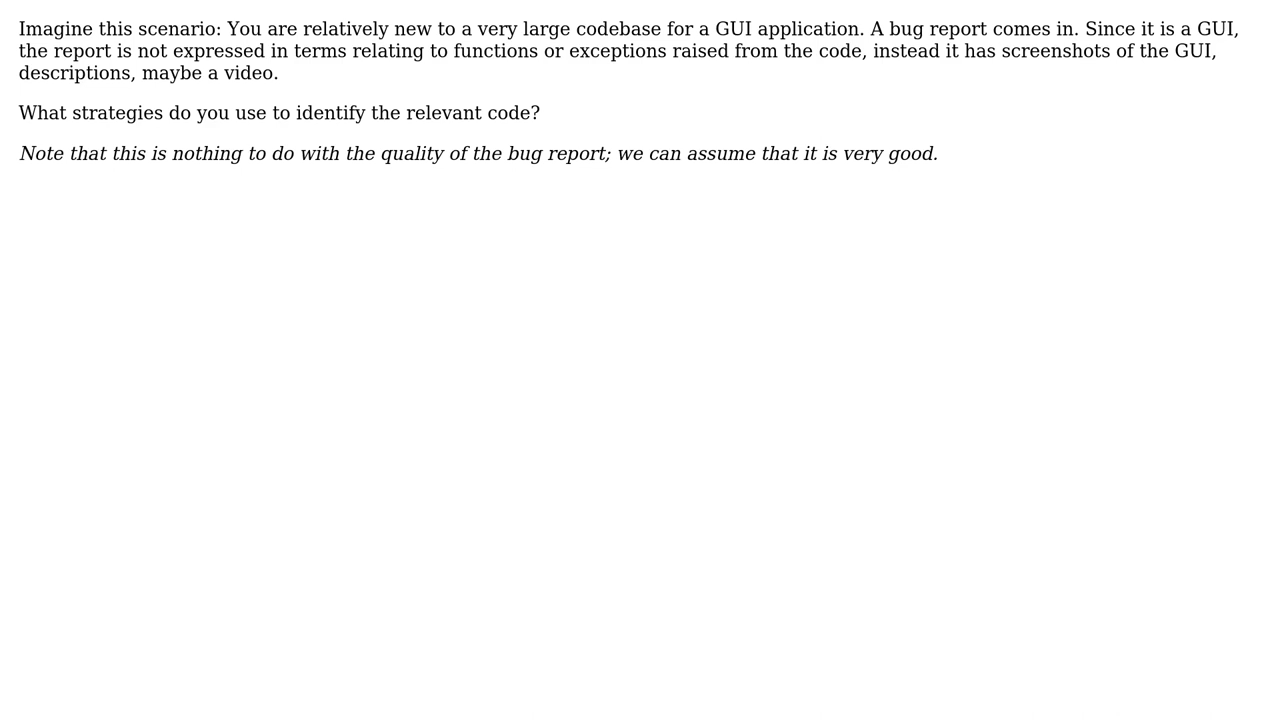 Imagine this scenario: You are relatively new to a very large codebase for a GUI application. A bug report comes in. Since it is a GUI,
the report is not expressed in terms relating to functions or exceptions raised from the code, instead it has screenshots of the GUI,
descriptions, maybe a video.
What strategies do you use to identify the relevant code?
Note that this is nothing to do with the quality of the bug report; we can assume that it is very good.